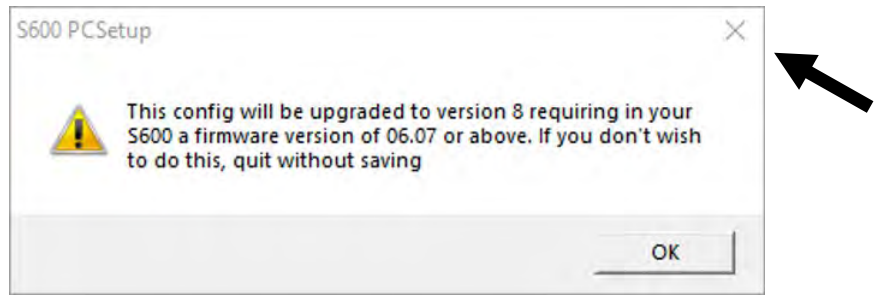 S600 PCSetup
This config will be upgraded to version 8 requiring in your
S600 a firmware version of 06.07 or above. If you don't wish
to do this, quit without saving
OK